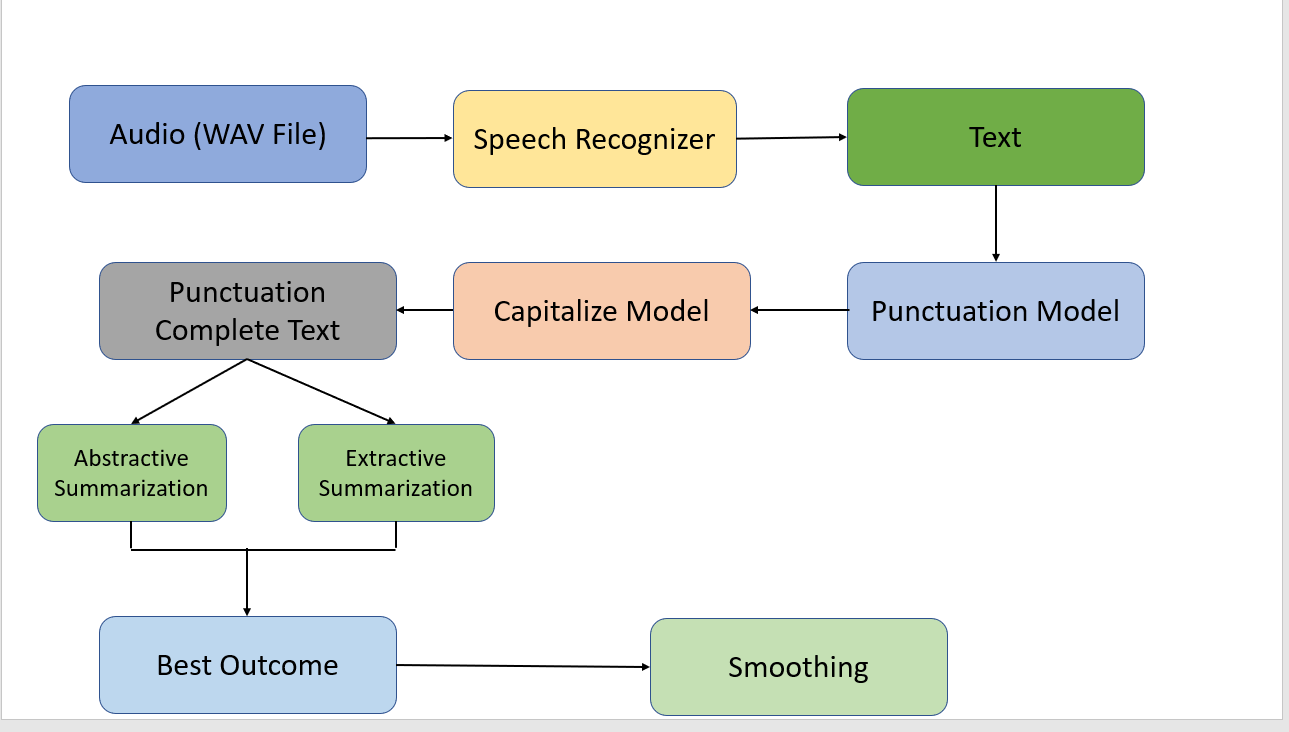 Audio (WAV File)
Speech Recognizer
Text
Punctuation
Complete Text
Capitalize Model
Punctuation Model
Abstractive
Summarization
Extractive
Summarization
Best Outcome
Smoothing